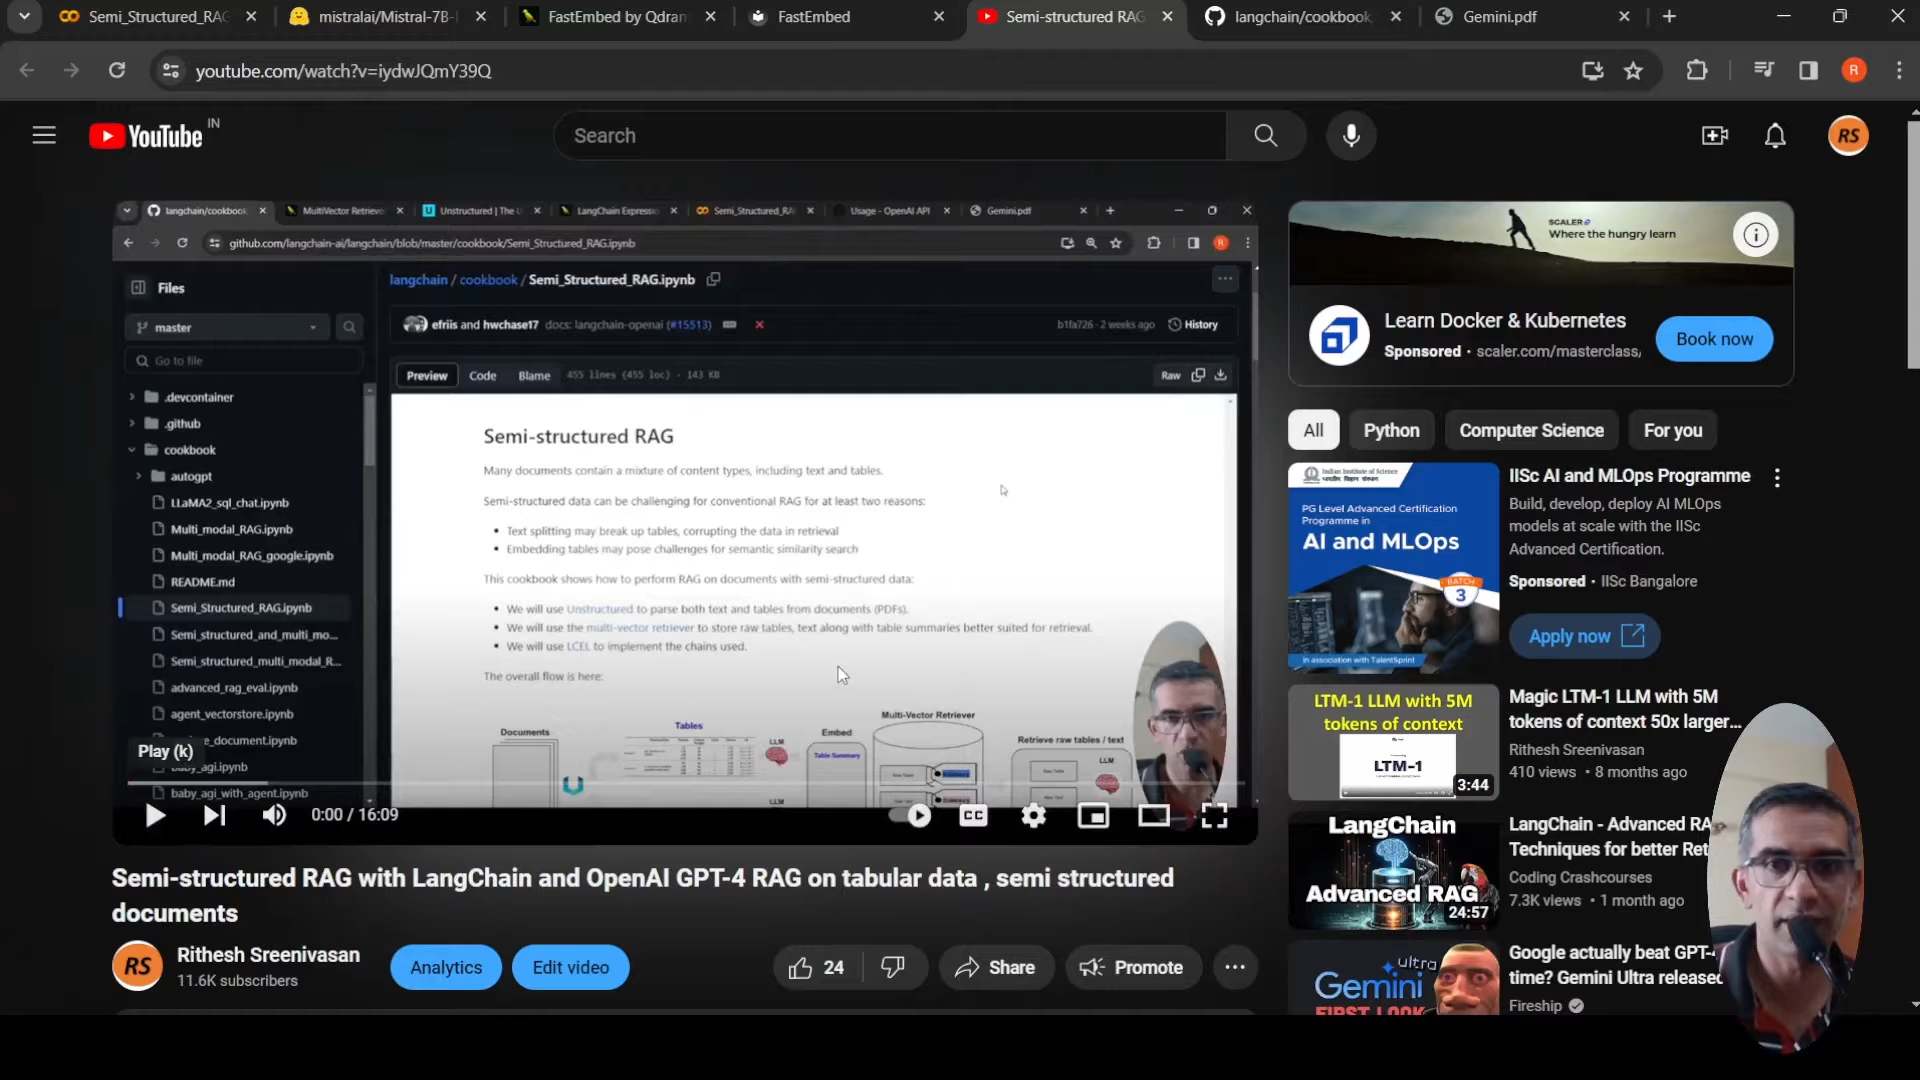 Semi_Structured_RAG
mistralai/Mistral-7B-
FastEmbed by Qdran
FastEmbed
Semi-structured RAG
langchain/cookbook
Gemini.pdf
youtube.com/watch?v=iydwJQmY39Q
YouTube IN
Search
RS
langchain/cookbook
MultiVector Retrieve
Unstructured | The U
LangChain Expressio
Semi_Structured_RA
Usage - OpenAI API
Gemini.pdf
github.com/langchain-ai/langchain/blob/master/cookbook/Semi_Structured_RAG.ipynb
Files
langchain / cookbook / Semi_Structured_RAG.ipynb
master
efriis and hwchase17 docs: langchain-openai (#15513)
b1fa726 · 2 weeks ago
History
Go to file
Preview
Code
Blame
455 lines (455 loc) · 143 KB
Raw
.devcontainer
.github
cookbook
autogpt
LLaMA2_sql_chat.ipynb
Multi_modal_RAG.ipynb
Multi_modal_RAG_google.ipynb
README.md
Semi_Structured_RAG.ipynb
Semi_structured_and_multi_mo...
Semi_structured_multi_modal_R...
advanced_rag_eval.ipynb
agent_vectorstore.ipynb
e_document.ipynb
baby_agi.ipynb
baby_agi_with_agent.ipynb
Semi-structured RAG
Many documents contain a mixture of content types, including text and tables.
Semi-structured data can be challenging for conventional RAG for at least two reasons:
• Text splitting may break up tables, corrupting the data in retrieval
• Embedding tables may pose challenges for semantic similarity search
This cookbook shows how to perform RAG on documents with semi-structured data:
• We will use Unstructured to parse both text and tables from documents (PDFs).
• We will use the multi-vector retriever to store raw tables, text along with table summaries better suited for retrieval.
• We will use LCEL to implement the chains used.
The overall flow is here:
Documents
Tables
LLM
Embed
Table Summary
Multi-Vector Retriever
Retrieve raw tables / text
LLM
LLM
Play (k)
0:00 / 16:09
CC
Semi-structured RAG with LangChain and OpenAI GPT-4 RAG on tabular data , semi structured
documents
RS
Rithesh Sreenivasan
11.6K subscribers
Analytics
Edit video
24
Share
Promote
SCALER
Where the hungry learn
Learn Docker & Kubernetes
Sponsored · scaler.com/masterclass/
Book now
All
Python
Computer Science
For you
Indian Institute of Science
PG Level Advanced Certification
Programme in
AI and MLOps
BATCH
3
In association with TalentSprint
IISc AI and MLOps Programme
Build, develop, deploy AI MLOps
models at scale with the IISc
Advanced Certification.
Sponsored · IISc Bangalore
Apply now
LTM-1 LLM with 5M
tokens of context
LTM-1
3:44
Magic LTM-1 LLM with 5M
tokens of context 50x larger...
Rithesh Sreenivasan
410 views • 8 months ago
LangChain
Advanced RAG
24:57
LangChain - Advanced RA
Techniques for better Ret
Coding Crashcourses
7.3K views • 1 month ago
ultra
Gemini
FIRST LOOK
Google actually beat GPT-4
time? Gemini Ultra released
Fireship